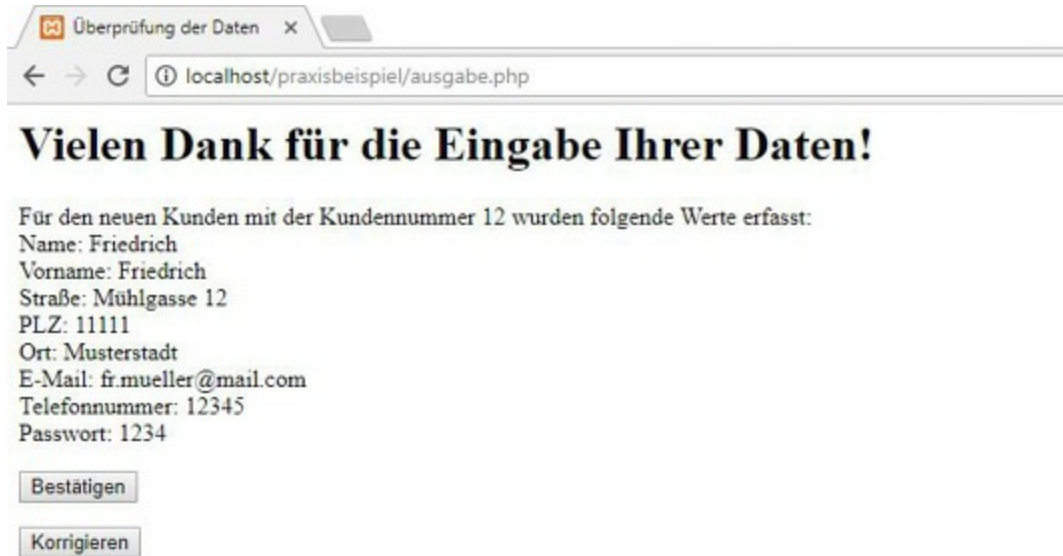 Überprüfung der Daten
localhost/praxisbeispiel/ausgabe.php
Vielen Dank für die Eingabe Ihrer Daten!
Für den neuen Kunden mit der Kundennummer 12 wurden folgende Werte erfasst:
Name: Friedrich
Vorname: Friedrich
Straße: Mühlgasse 12
PLZ: 11111
Ort: Musterstadt
E-Mail: fr.mueller@mail.com
Telefonnummer: 12345
Passwort: 1234
Bestätigen
Korrigieren